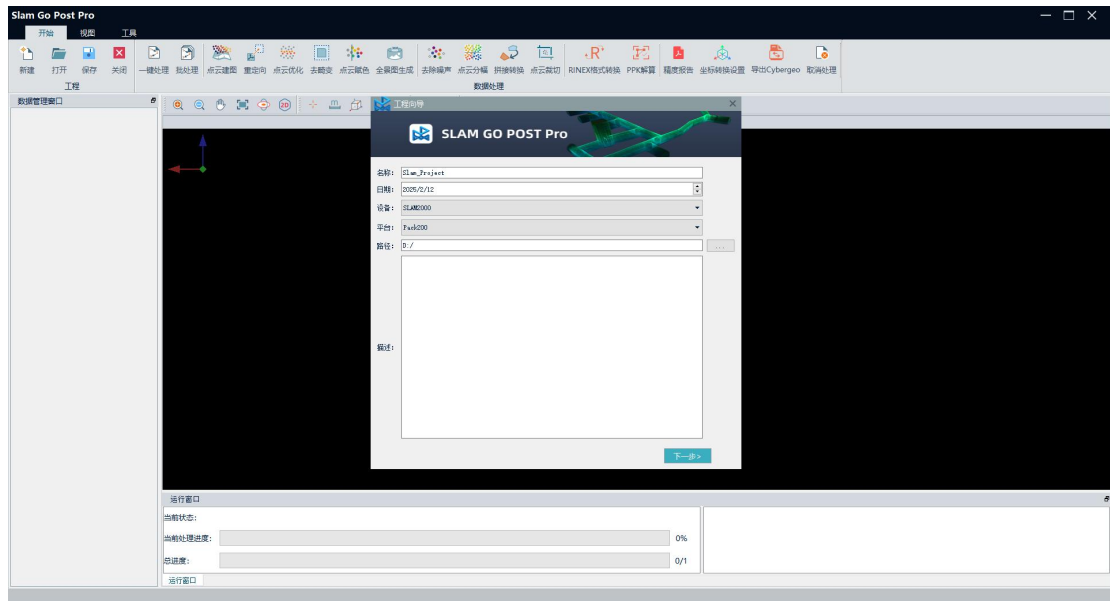 Slam Go Post Pro
开始 视图 工具
新建 打开 保存 关闭 一键处理 批处理 点云建图 重定向 点云优化 去畸变 点云赋色 全景图生成 去除噪声 点云分幅 拼接转换 点云裁切 RINEX格式转换 PPK解算 精度报告 坐标转换设置 导出Cybergeo 取消处理
工程 数据处理
数据管理窗口
2D
工程向导
SLAM GO POST Pro
名称: Slam_Project
日期: 2025/2/12
设备: SLAM2000
平台: Pack200
路径: D:/ ...
描述:
下一步>
运行窗口
当前状态:
当前处理进度: 0%
总进度: 0/1
运行窗口